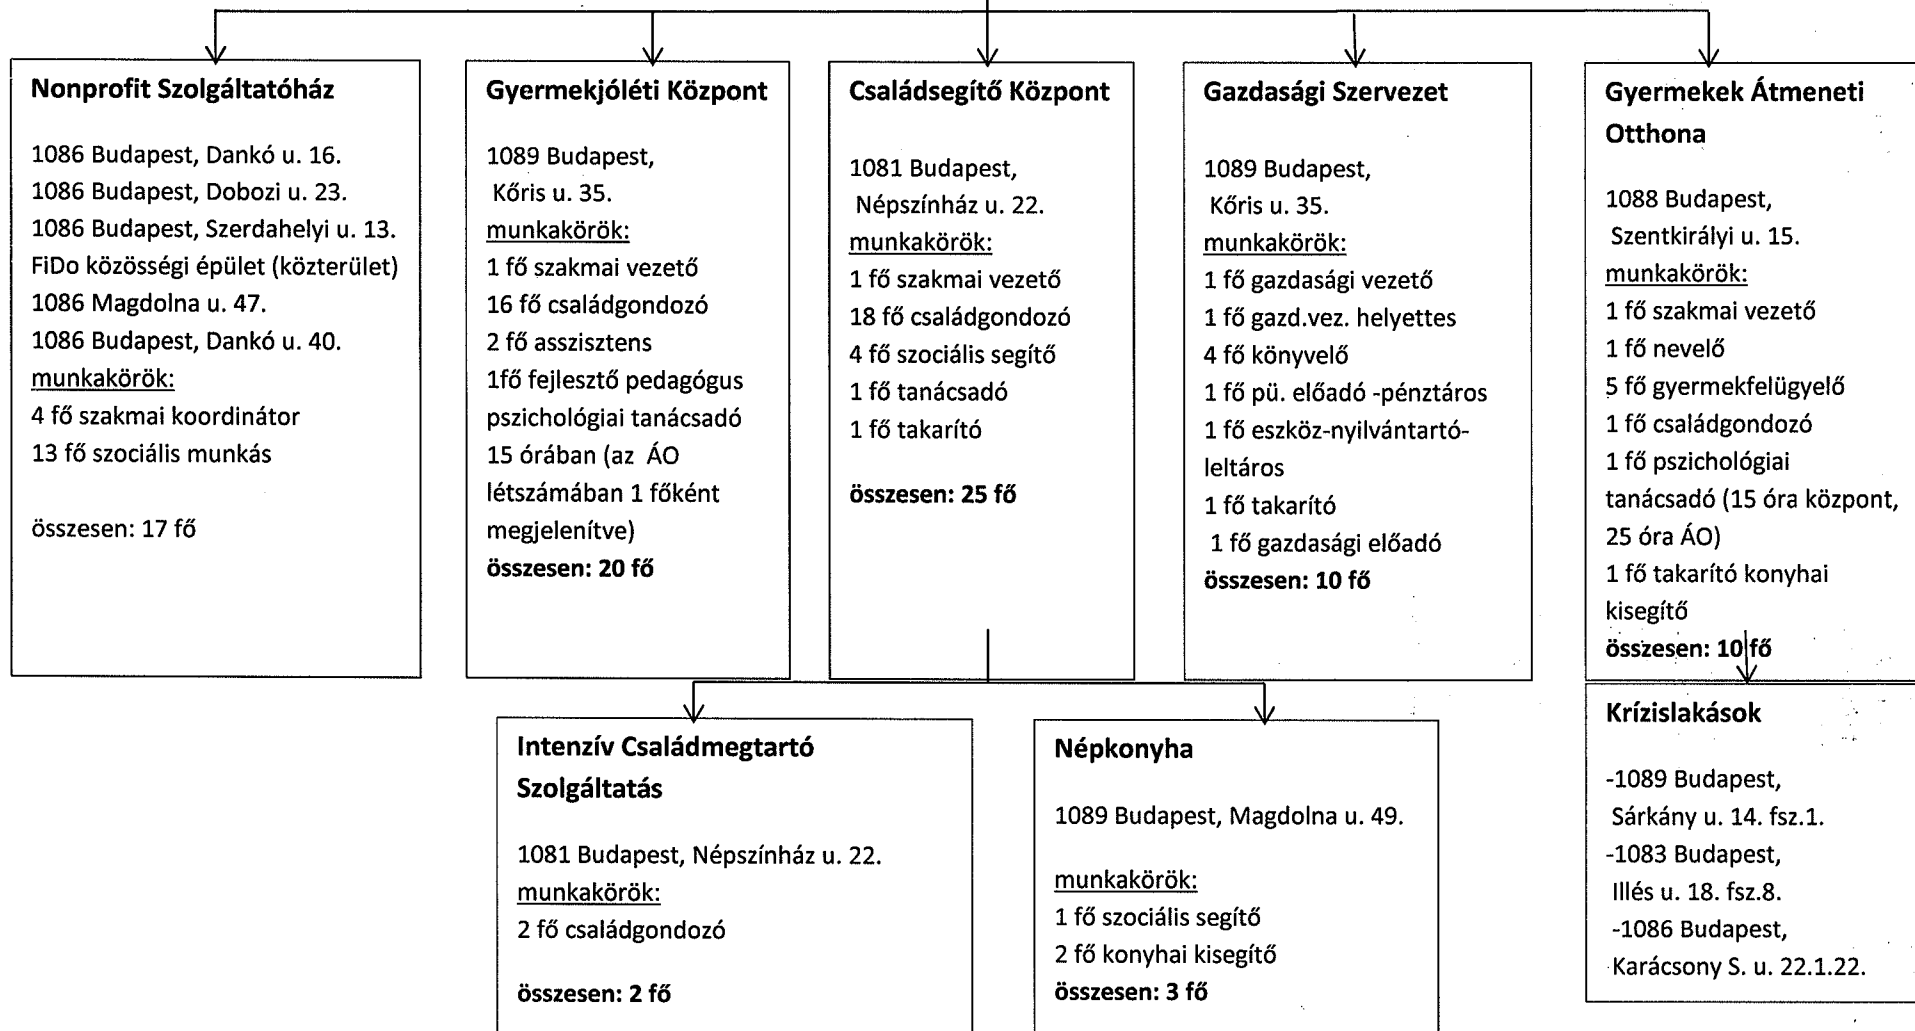 Nonprofit Szolgáltatóház
1086 Budapest, Dankó u. 16.
1086 Budapest, Dobozi u. 23.
1086 Budapest, Szerdahelyi u. 13.
FiDo közösségi épület (közterület)
1086 Magdolna u. 47.
1086 Budapest, Dankó u. 40.
munkakörök:
4 fő szakmai koordinátor
13 fő szociális munkás
összesen: 17 fő
Gyermekjóléti Központ
1089 Budapest,
Kőris u. 35.
munkakörök:
1 fő szakmai vezető
16 fő családgondozó
2 fő asszisztens
1fő fejlesztő pedagógus
pszichológiai tanácsadó
15 órában (az ÁO
létszámában 1 főként
megjelenítve)
összesen: 20 fő
Családsegítő Központ
1081 Budapest,
Népszínház u. 22.
munkakörök:
1 fő szakmai vezető
18 fő családgondozó
4 fő szociális segítő
1 fő tanácsadó
1 fő takarító
összesen: 25 fő
Gazdasági Szervezet
1089 Budapest,
Kőris u. 35.
munkakörök:
1 fő gazdasági vezető
1 fő gazd.vez. helyettes
4 fő könyvelő
1 fő pü. előadó -pénztáros
1 fő eszköz-nyilvántartó-
leltáros
1 fő takarító
1 fő gazdasági előadó
összesen: 10 fő
Gyermekek Átmeneti
Otthona
1088 Budapest,
Szentkirályi u. 15.
munkakörök:
1 fő szakmai vezető
1 fő nevelő
5 fő gyermekfelügyelő
1 fő családgondozó
1 fő pszichológiai
tanácsadó (15 óra központ,
25 óra ÁO)
1 fő takarító konyhai
kisegítő
összesen: 10 fő
Intenzív Családmegtartó
Szolgáltatás
1081 Budapest, Népszínház u. 22.
munkakörök:
2 fő családgondozó
összesen: 2 fő
Népkonyha
1089 Budapest, Magdolna u. 49.
munkakörök:
1 fő szociális segítő
2 fő konyhai kisegítő
összesen: 3 fő
Krízislakások
-1089 Budapest,
Sárkány u. 14. fsz.1.
-1083 Budapest,
Illés u. 18. fsz.8.
-1086 Budapest,
Karácsony S. u. 22.1.22.